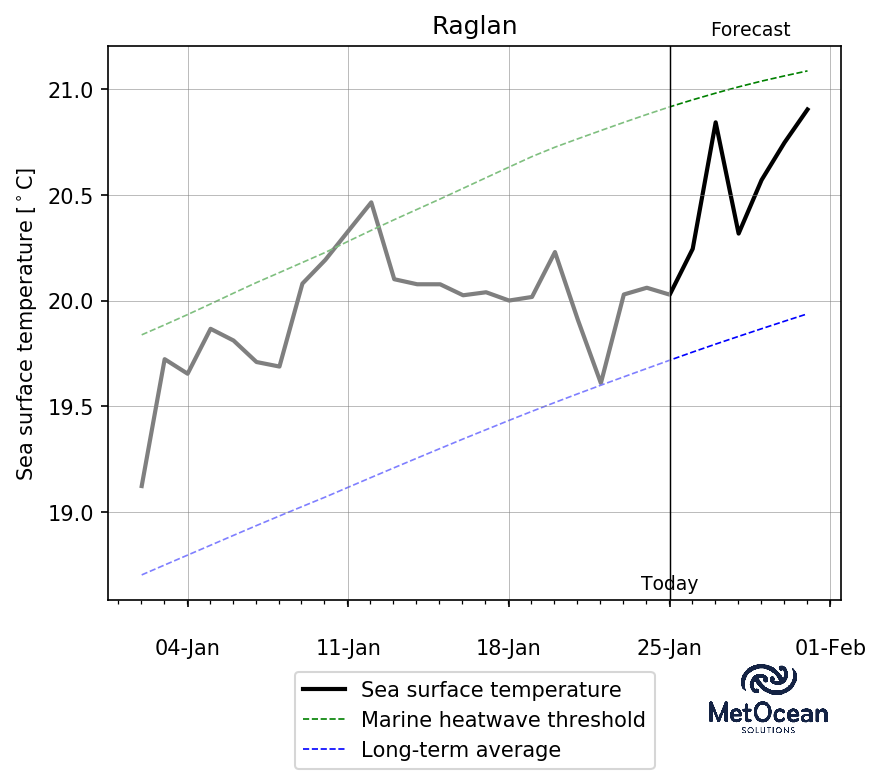 Raglan
Forecast
Sea surface temperature [°C]
21.0
20.5
20.0
19.5
19.0
Today
04-Jan 11-Jan 18-Jan 25-Jan 01-Feb
Sea surface temperature
Marine heatwave threshold
Long-term average
MetOcean
SOLUTIONS